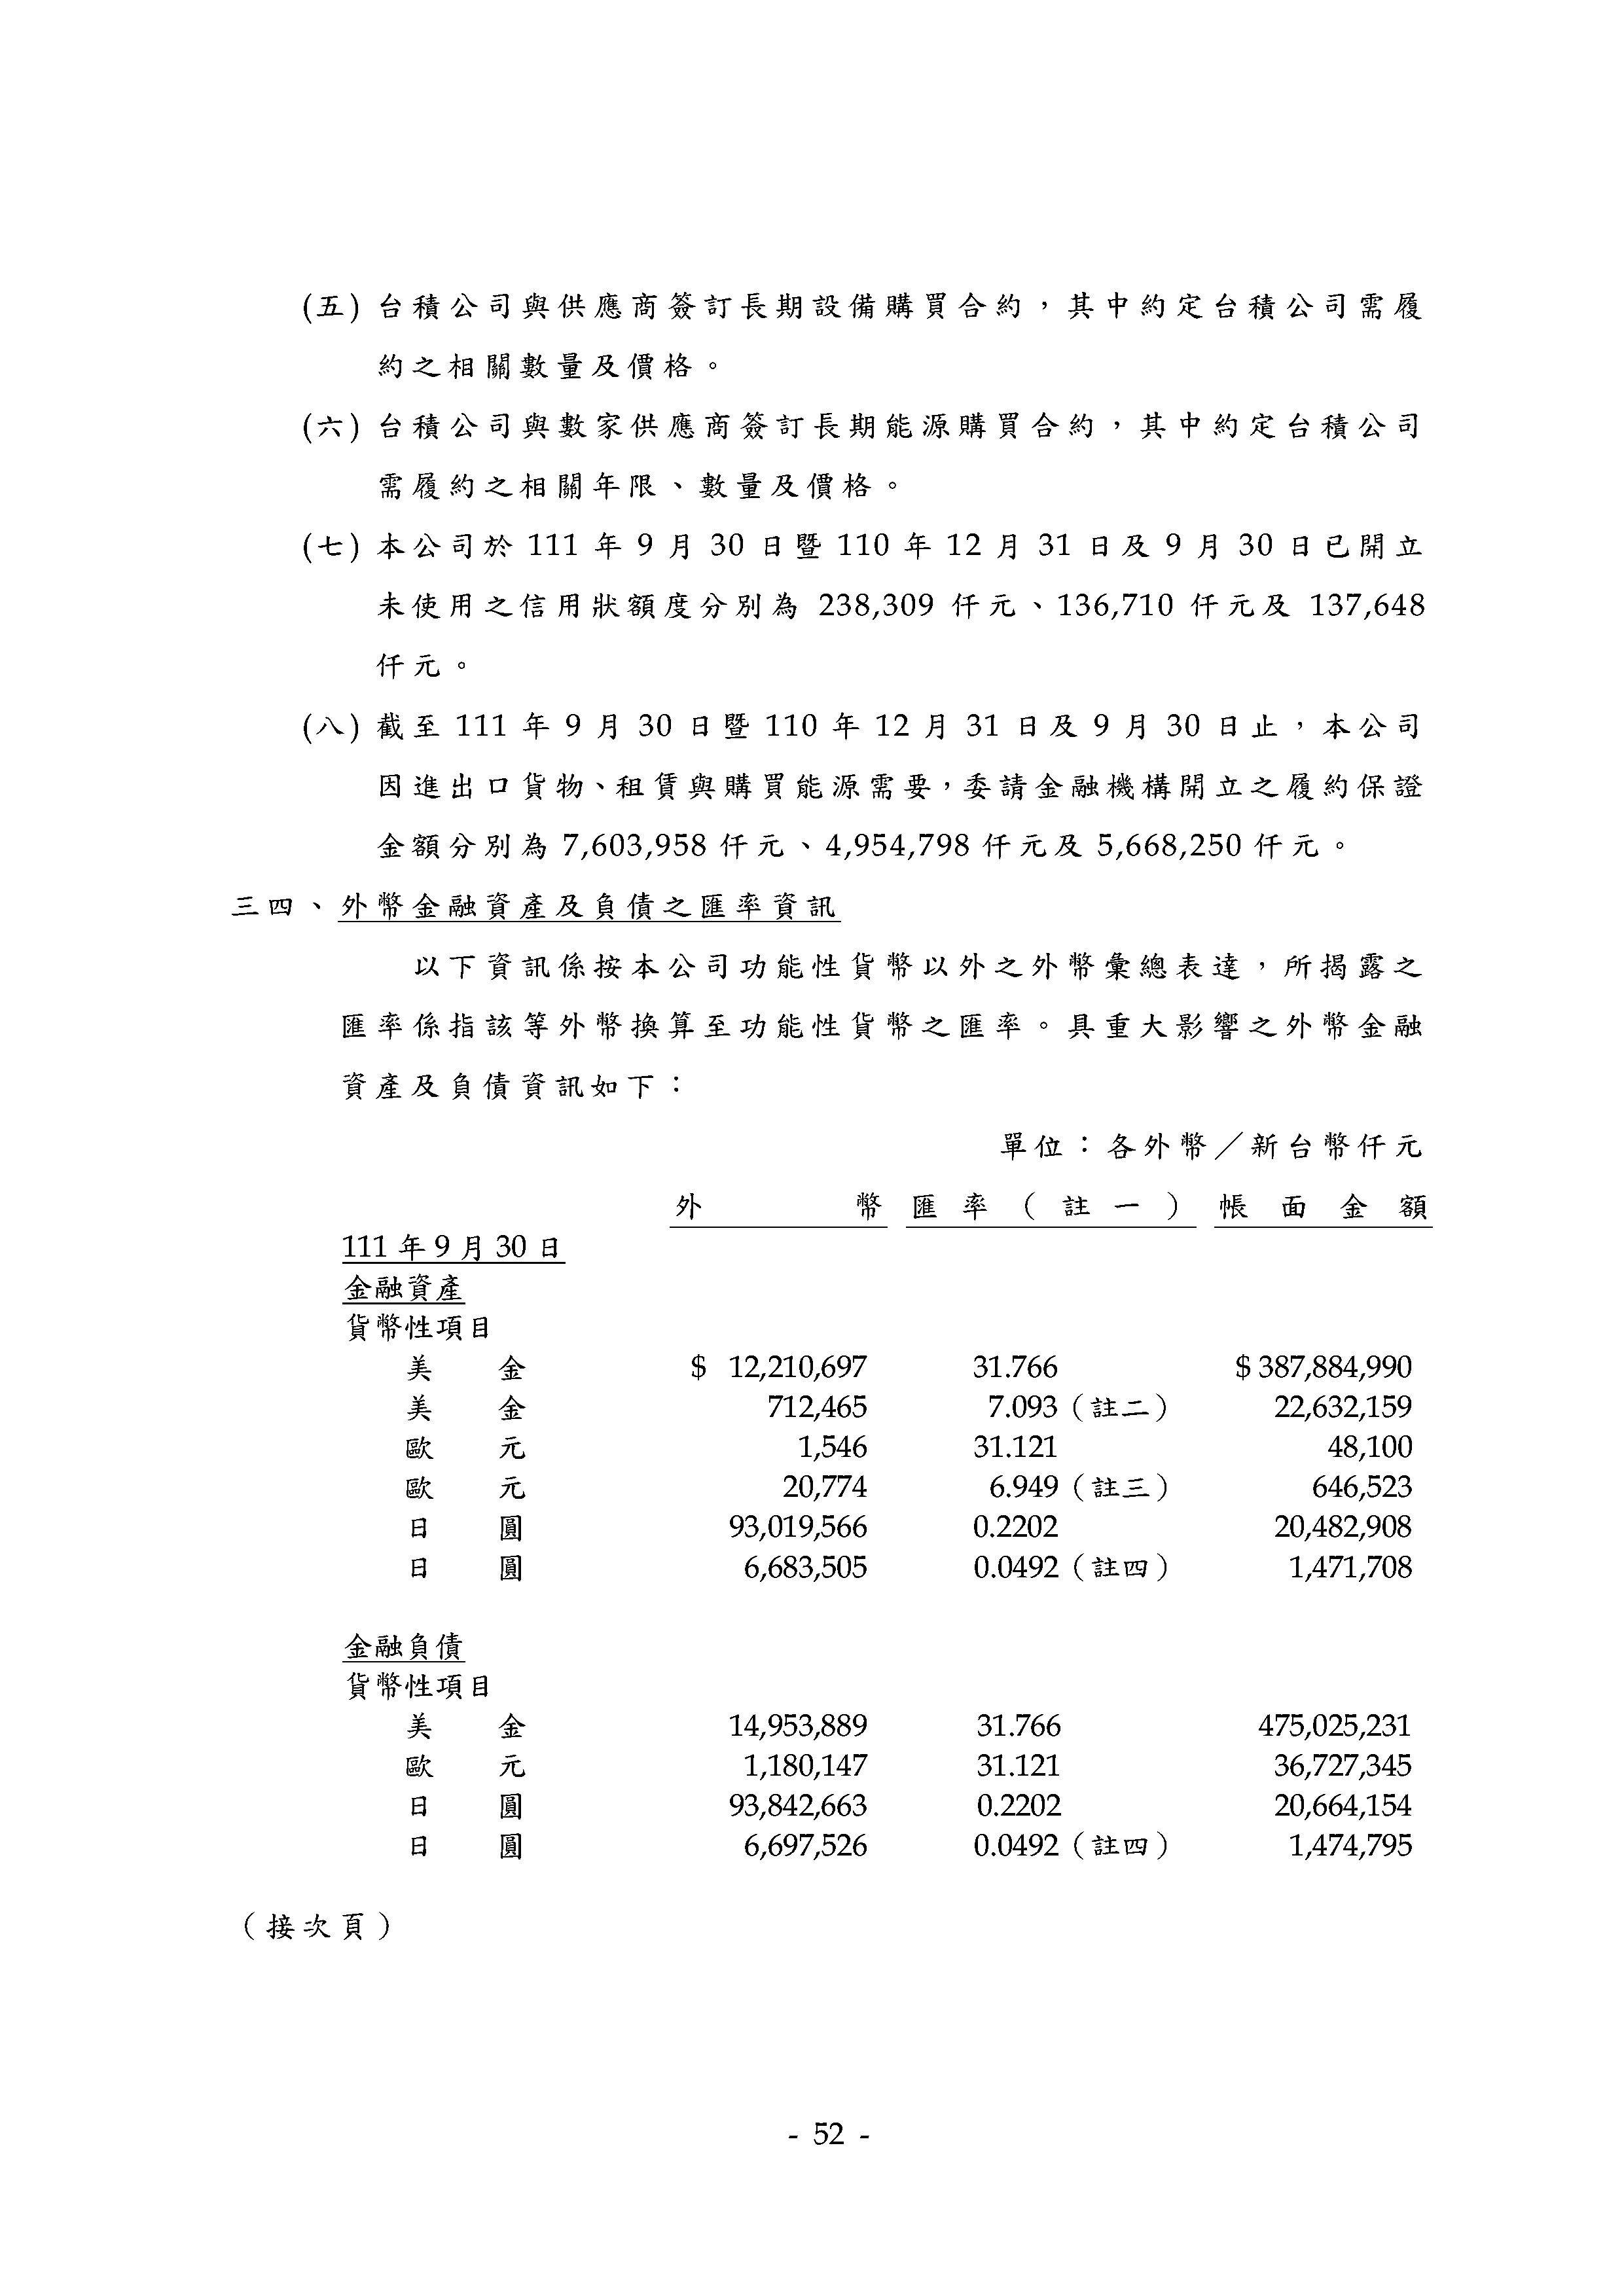 (五) 台積公司與供應商簽訂長期設備購買合約，其中約定台積公司需履
約之相關數量及價格。
(六) 台積公司與數家供應商簽訂長期能源購買合約，其中約定台積公司
需履約之相關年限、數量及價格。
(七) 本公司於 111 年 9 月 30 日暨 110 年 12 月 31 日及 9 月 30 日已開立
未使用之信用狀額度分別為 238,309 仟元、136,710 仟元及 137,648
仟元。
(八) 截至 111 年 9 月 30 日暨 110 年 12 月 31 日及 9 月 30 日止，本公司
因進出口貨物、租賃與購買能源需要，委請金融機構開立之履約保證
金額分別為 7,603,958 仟元、4,954,798 仟元及 5,668,250 仟元。
三四、外幣金融資產及負債之匯率資訊
以下資訊係按本公司功能性貨幣以外之外幣彙總表達，所揭露之
匯率係指該等外幣換算至功能性貨幣之匯率。具重大影響之外幣金融
資產及負債資訊如下：
單位：各外幣／新台幣仟元
外幣 匯率（註一） 帳面金額
111 年 9 月 30 日
金融資產
貨幣性項目
美金 $ 12,210,697 31.766 $ 387,884,990
美金 712,465 7.093（註二） 22,632,159
歐元 1,546 31.121 48,100
歐元 20,774 6.949（註三） 646,523
日圓 93,019,566 0.2202 20,482,908
日圓 6,683,505 0.0492（註四） 1,471,708
金融負債
貨幣性項目
美金 14,953,889 31.766 475,025,231
歐元 1,180,147 31.121 36,727,345
日圓 93,842,663 0.2202 20,664,154
日圓 6,697,526 0.0492（註四） 1,474,795
（接次頁）
- 52 -